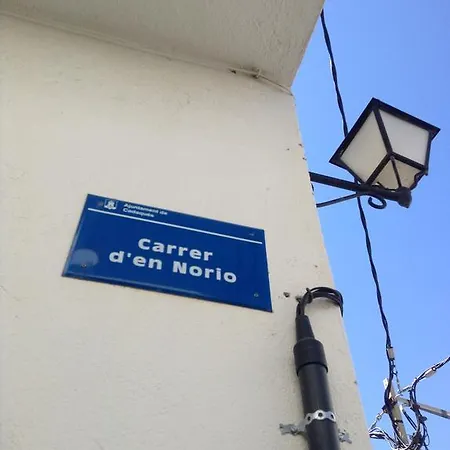 Ajuntament de
Cadaqués
Carrer
d'en Norio